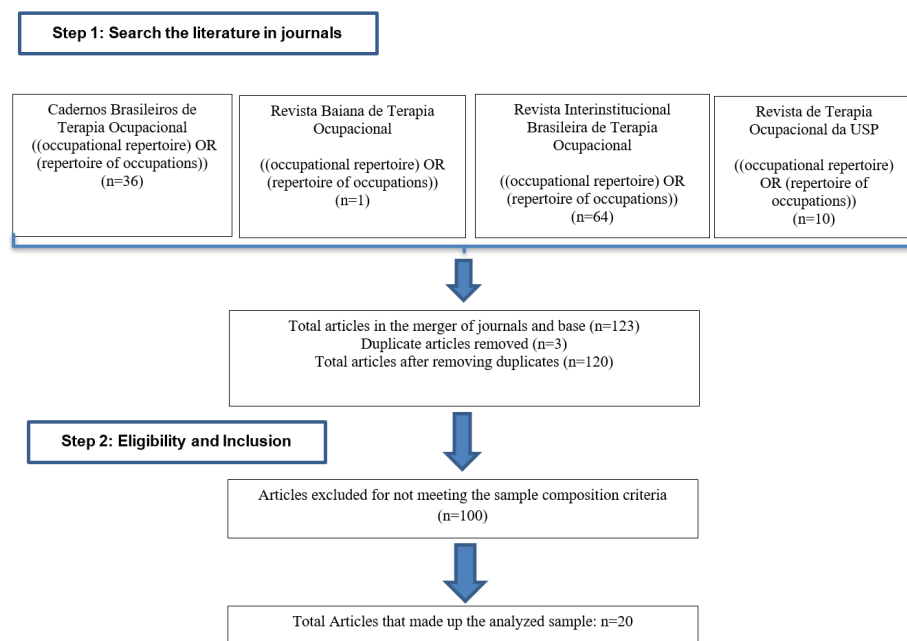 Step 1: Search the literature in journals
Cadernos Brasileiros de
Terapia Ocupacional
((occupational repertoire) OR
(repertoire of occupations))
(n=36)
Revista Baiana de Terapia
Ocupacional
((occupational repertoire) OR
(repertoire of occupations))
(n=1)
Revista Interinstitucional
Brasileira de Terapia
Ocupacional
((occupational repertoire) OR
(repertoire of occupations))
(n=64)
Revista de Terapia
Ocupacional da USP
((occupational repertoire)
OR (repertoire of
occupations))
(n=10)
Total articles in the merger of journals and base (n=123)
Duplicate articles removed (n=3)
Total articles after removing duplicates (n=120)
Step 2: Eligibility and Inclusion
Articles excluded for not meeting the sample composition criteria
(n=100)
Total Articles that made up the analyzed sample: n=20